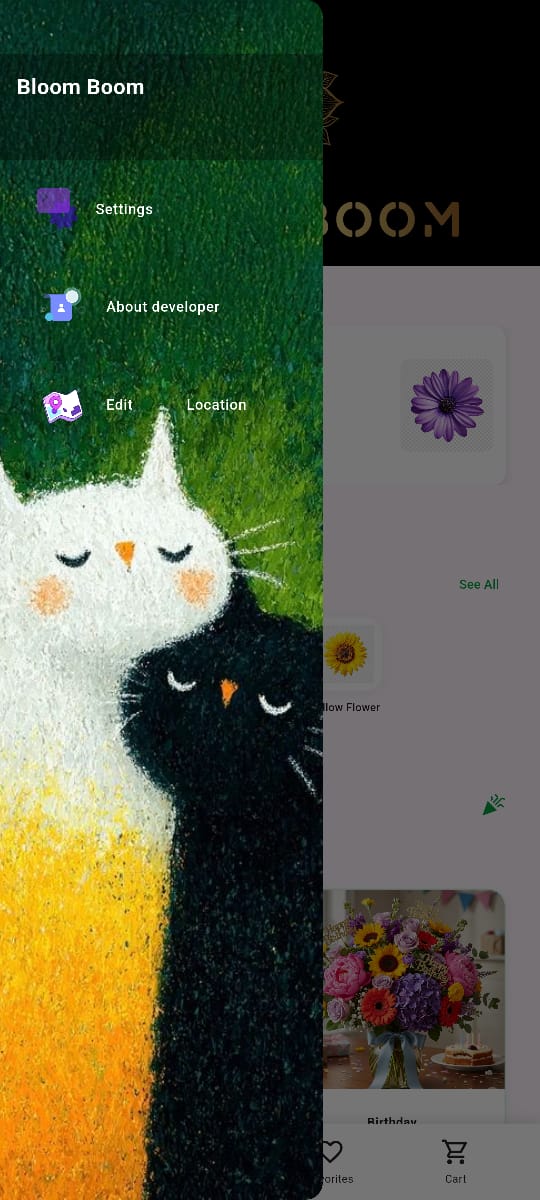 Bloom Boom
BOOM
Settings
About developer
Edit Location
See All
llow Flower
Birthday
orites
Cart